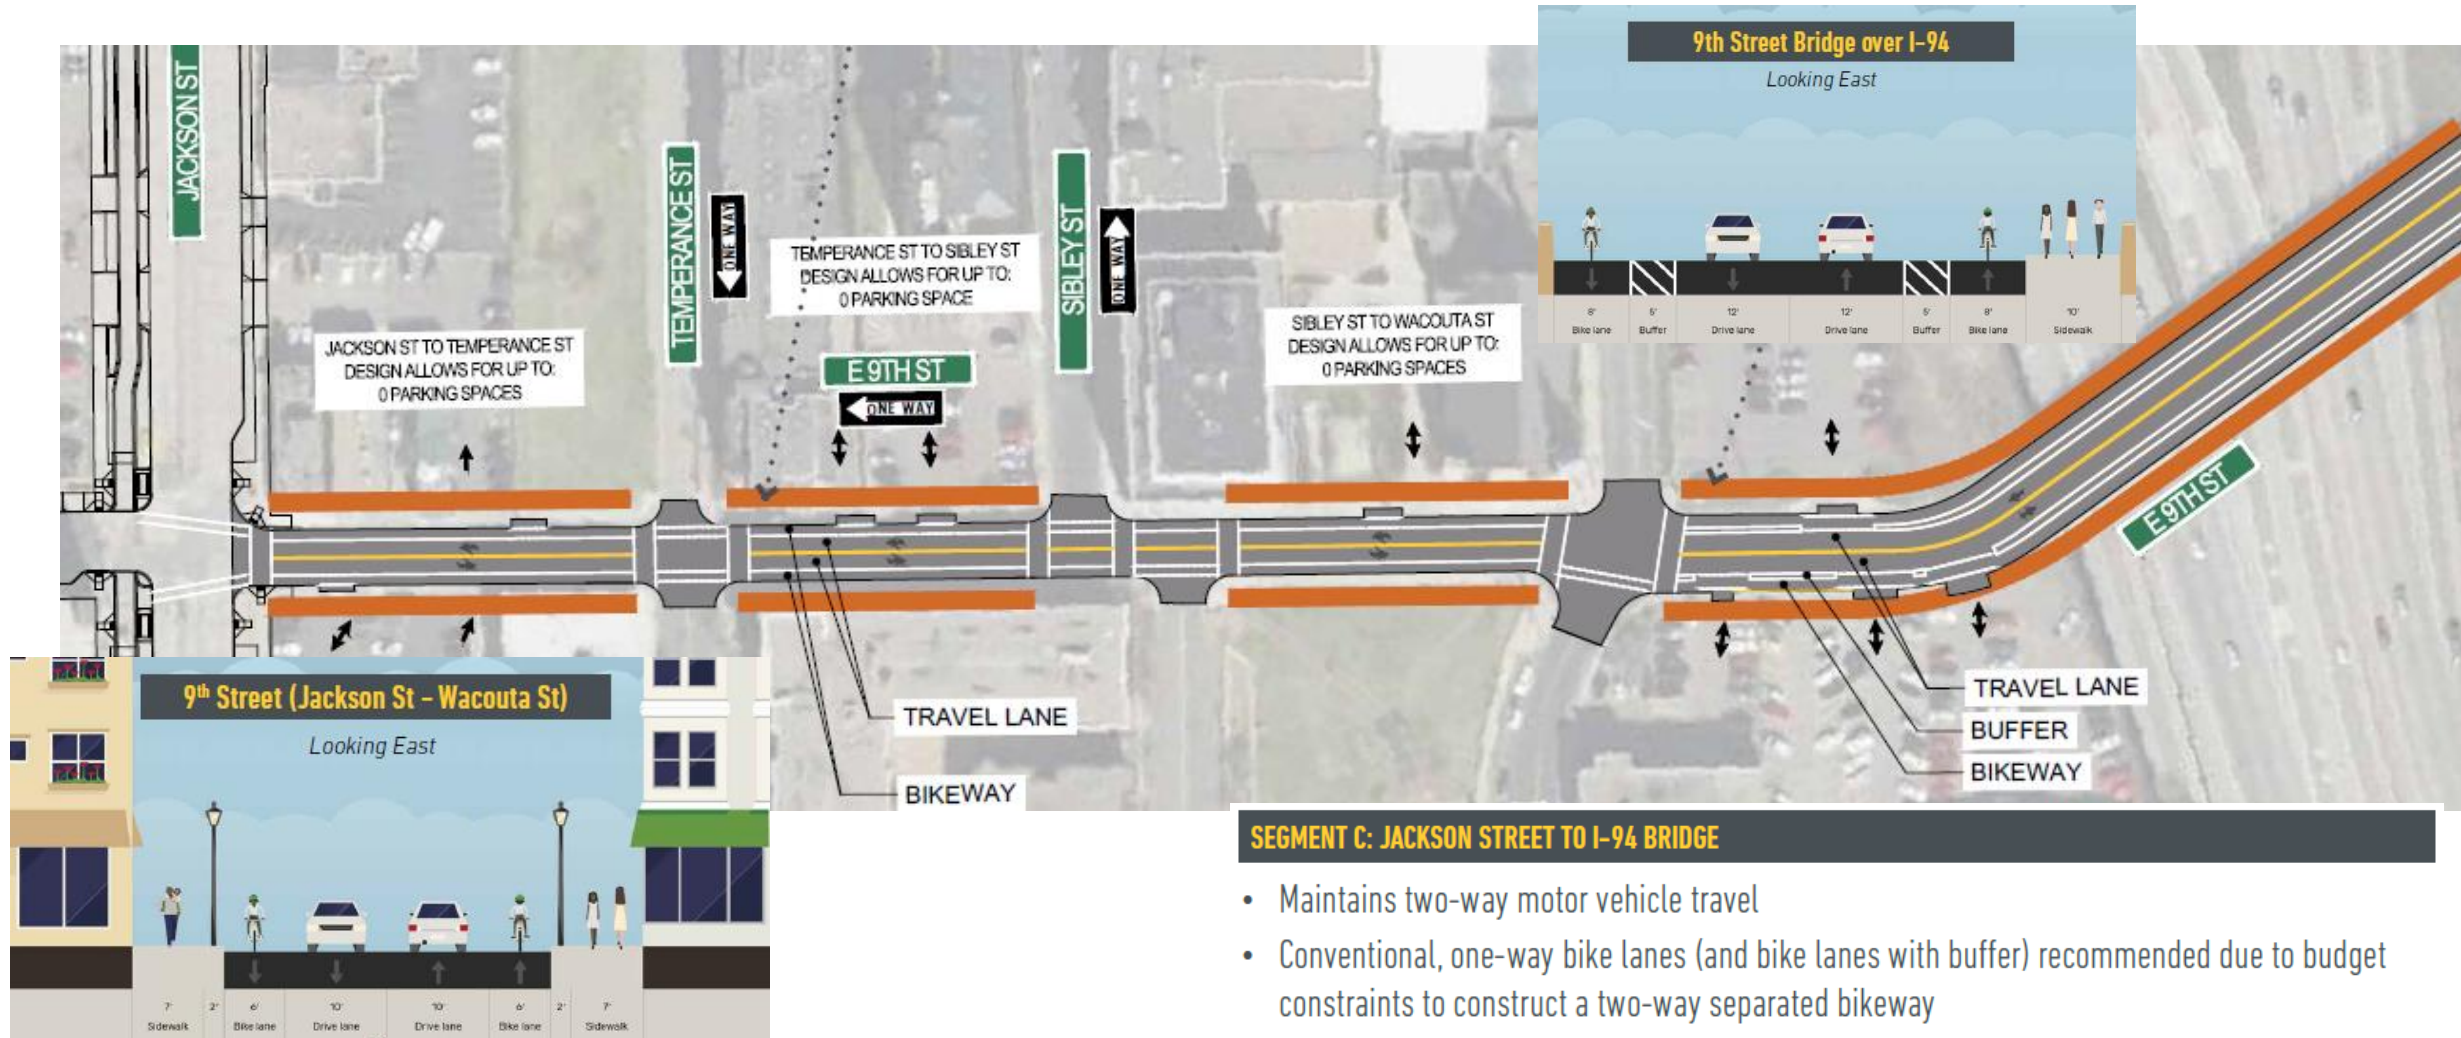 9th Street Bridge over I-94
Looking East
8'
5'
12'
12'
5'
8'
10'
Bike lane
Buffer
Drive lane
Drive lane
Buffer
Bike lane
Sidewalk
JACKSON ST
TEMPERANCE ST
ONE WAY
TEMPERANCE ST TO SIBLEY ST
DESIGN ALLOWS FOR UP TO:
0 PARKING SPACE
SIBLEY ST
ONE WAY
JACKSON ST TO TEMPERANCE ST
DESIGN ALLOWS FOR UP TO:
0 PARKING SPACES
E 9TH ST
ONE WAY
SIBLEY ST TO WACOUTA ST
DESIGN ALLOWS FOR UP TO:
0 PARKING SPACES
E 9TH ST
TRAVEL LANE
BIKEWAY
TRAVEL LANE
BUFFER
BIKEWAY
9th Street (Jackson St - Wacouta St)
Looking East
7'
2'
6'
10'
10'
6'
2'
7'
Sidewalk
Bike lane
Drive lane
Drive lane
Bike lane
Sidewalk
SEGMENT C: JACKSON STREET TO I-94 BRIDGE
• Maintains two-way motor vehicle travel
• Conventional, one-way bike lanes (and bike lanes with buffer) recommended due to budget
constraints to construct a two-way separated bikeway